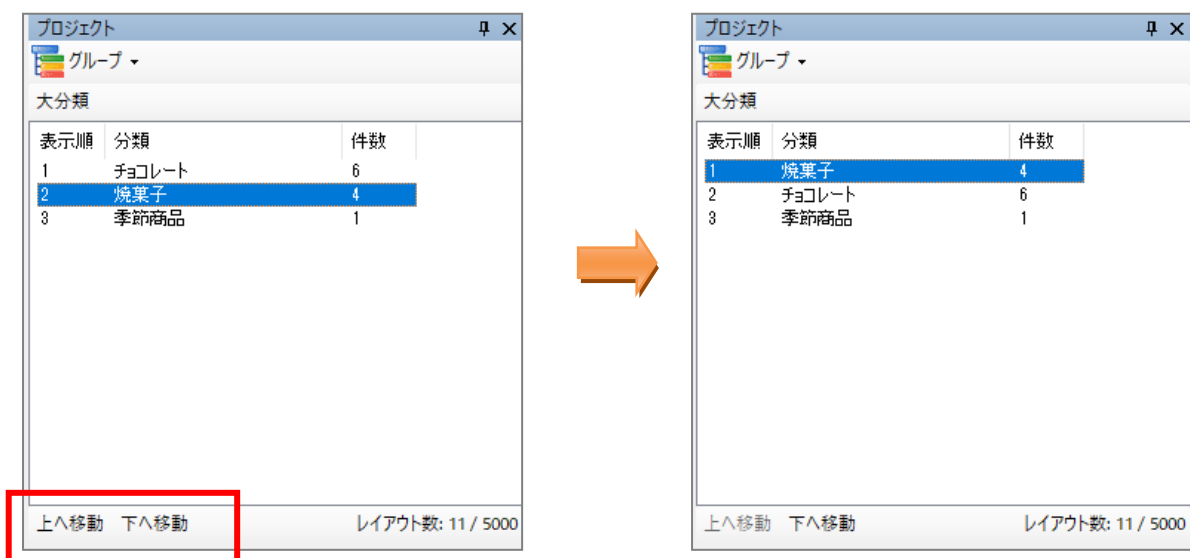 プロジェクト
グループ
大分類
表示順 分類 件数
1 チョコレート 6
2 焼菓子 4
3 季節商品 1
上へ移動 下へ移動 レイアウト数: 11 / 5000
プロジェクト
グループ
大分類
表示順 分類 件数
1 焼菓子 4
2 チョコレート 6
3 季節商品 1
上へ移動 下へ移動 レイアウト数: 11 / 5000